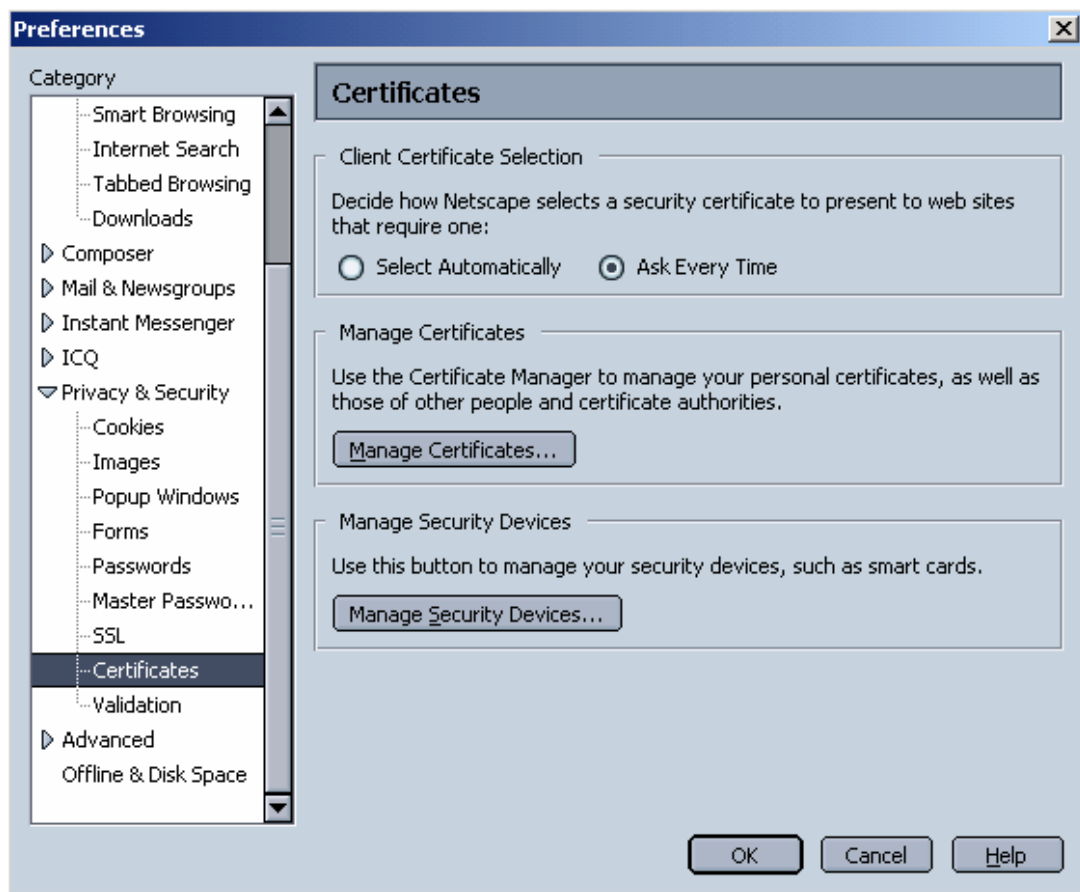 Preferences
Category
Smart Browsing
Internet Search
Tabbed Browsing
Downloads
Composer
Mail & Newsgroups
Instant Messenger
ICQ
Privacy & Security
Cookies
Images
Popup Windows
Forms
Passwords
Master Passwo...
SSL
Certificates
Validation
Advanced
Offline & Disk Space
Certificates
Client Certificate Selection
Decide how Netscape selects a security certificate to present to web sites
that require one:
Select Automatically
Ask Every Time
Manage Certificates
Use the Certificate Manager to manage your personal certificates, as well as
those of other people and certificate authorities.
Manage Certificates...
Manage Security Devices
Use this button to manage your security devices, such as smart cards.
Manage Security Devices...
OK
Cancel
Help